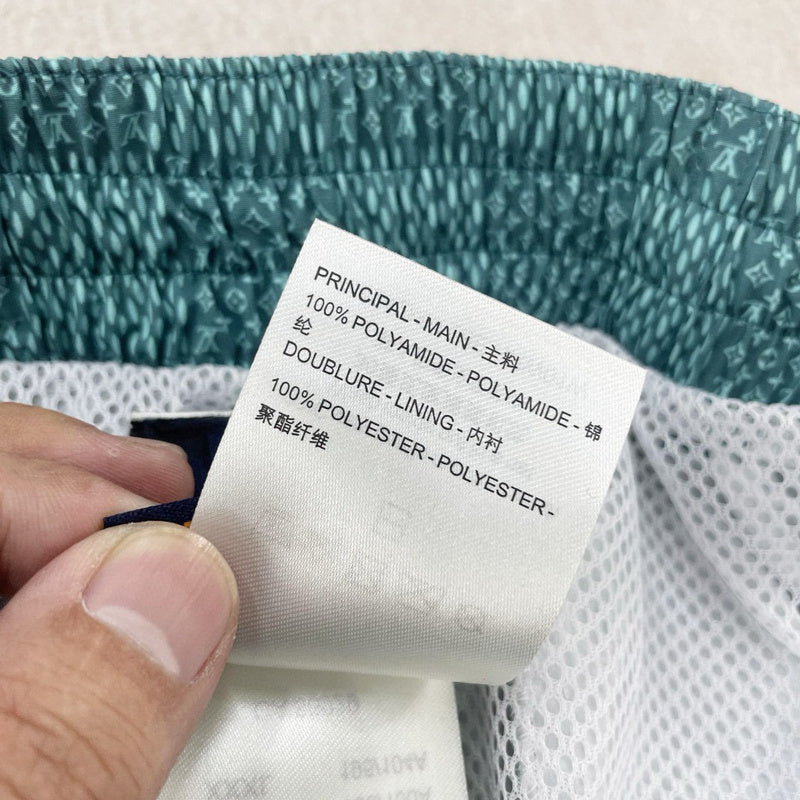 PRINCIPAL - MAIN - 主料
100% POLYAMIDE - POLYAMIDE - 锦
纶
DOUBLURE - LINING - 内衬
100% POLYESTER - POLYESTER -
聚酯纤维